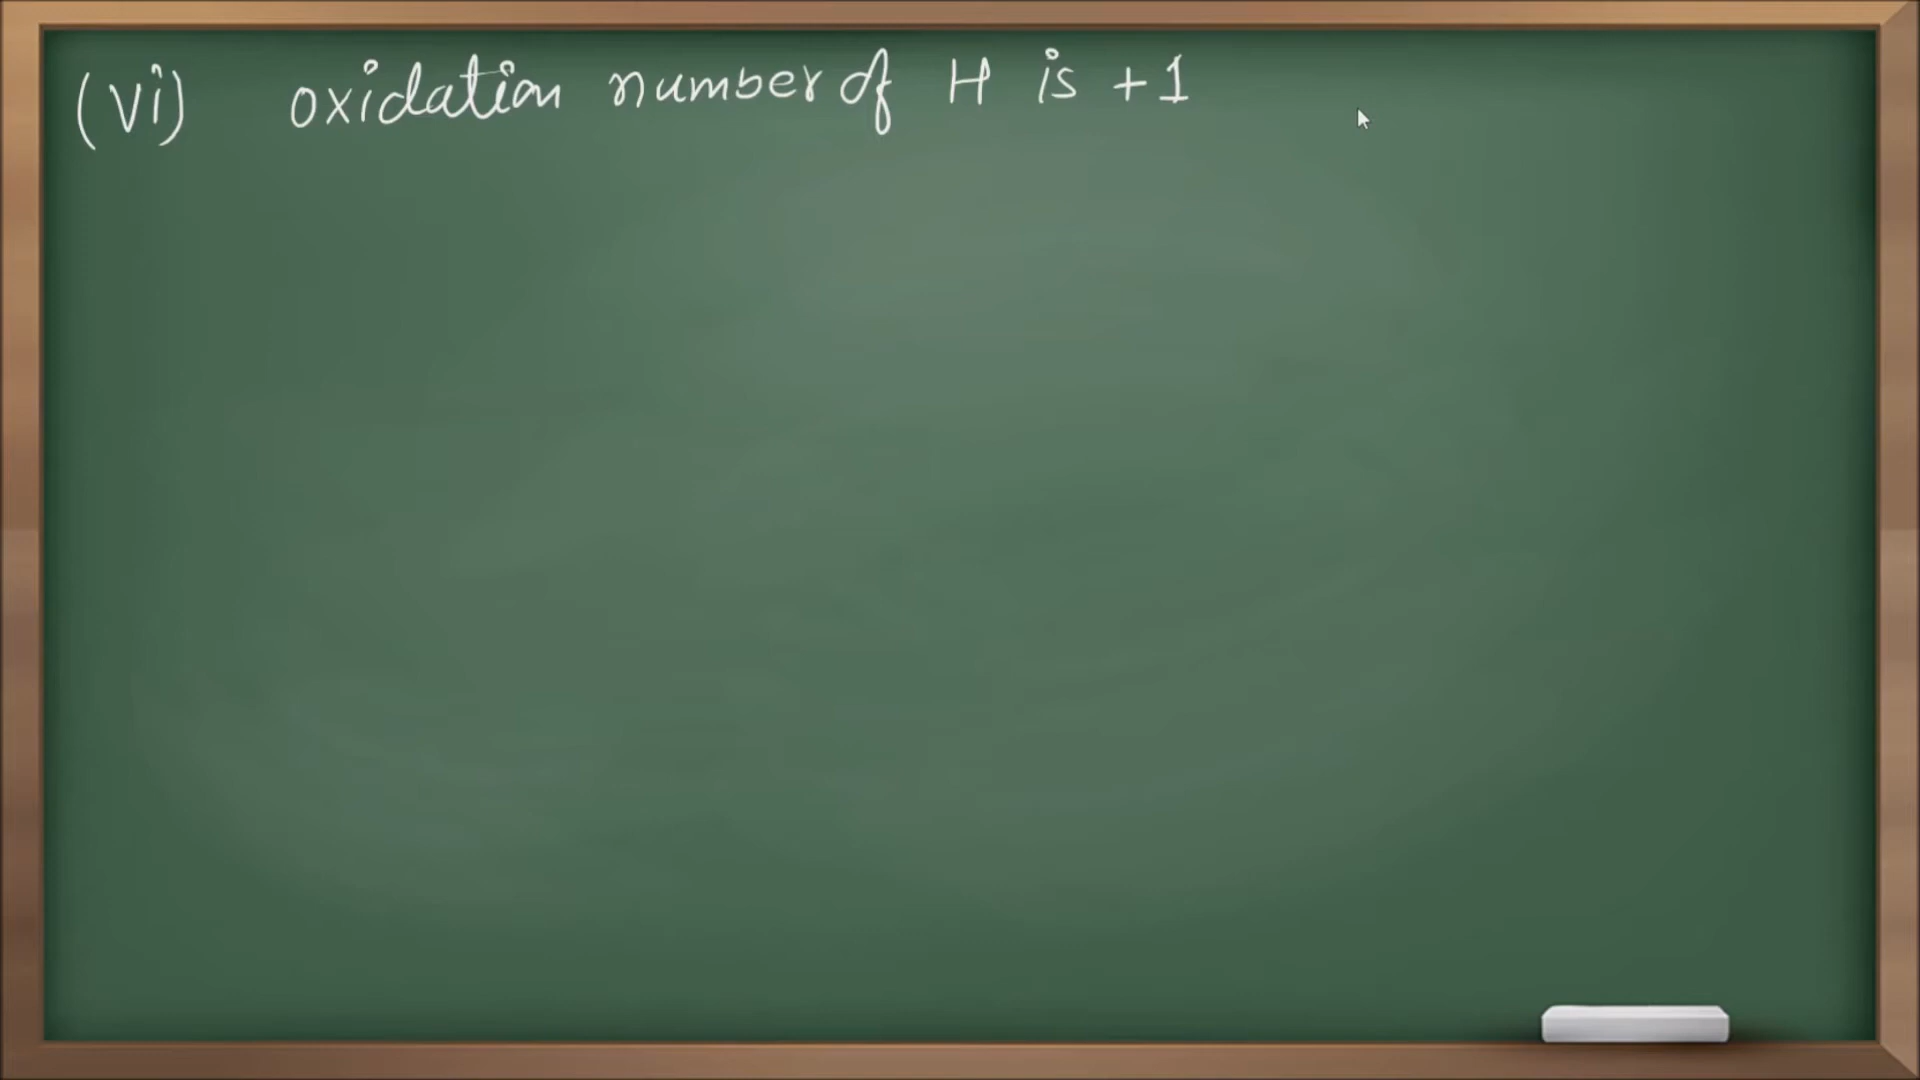 (vi) oxidation number of H is +1